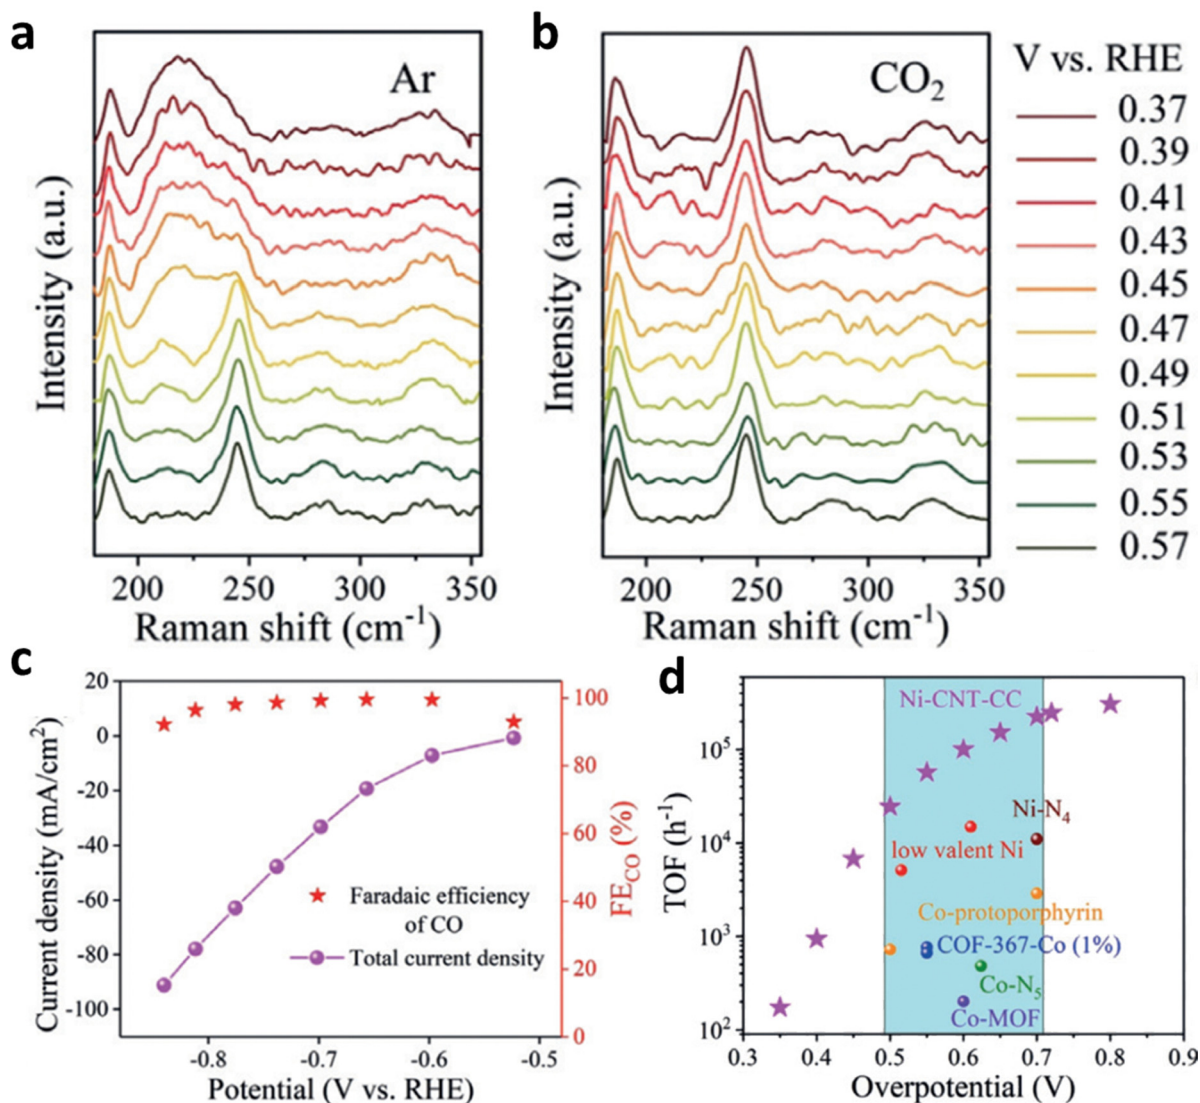 a
b
Ar
CO₂
V vs. RHE
0.37
0.39
0.41
0.43
0.45
0.47
0.49
0.51
0.53
0.55
0.57
Intensity (a.u.)
Intensity (a.u.)
200 250 300 350
200 250 300 350
Raman shift (cm⁻¹)
Raman shift (cm⁻¹)
c
20
0
-20
-40
-60
-80
-100
Current density (mA/cm²)
100
80
60
40
20
0
FE_CO (%)
Faradaic efficiency
of CO
Total current density
-0.8 -0.7 -0.6 -0.5
Potential (V vs. RHE)
d
Ni-CNT-CC
Ni-N₄
low valent Ni
Co-protoporphyrin
COF-367-Co (1%)
Co-N₅
Co-MOF
10⁵
10⁴
10³
10²
TOF (h⁻¹)
0.3 0.4 0.5 0.6 0.7 0.8 0.9
Overpotential (V)